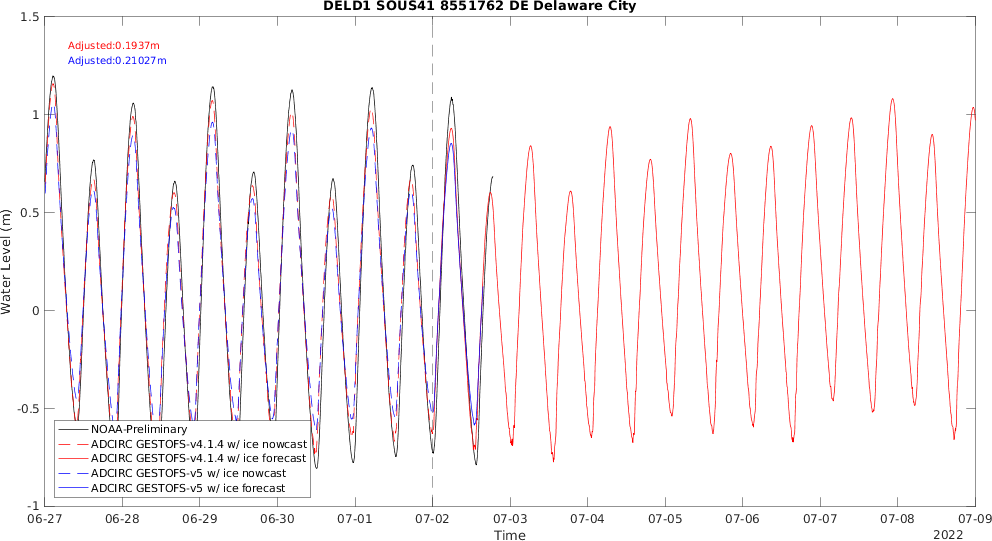 DELD1 SOUS41 8551762 DE Delaware City
1.5
Adjusted:0.1937m
Adjusted:0.21027m
1
0.5
Water Level (m)
0
-0.5
NOAA-Preliminary
ADCIRC GESTOFS-v4.1.4 w/ ice nowcast
ADCIRC GESTOFS-v4.1.4 w/ ice forecast
ADCIRC GESTOFS-v5 w/ ice nowcast
ADCIRC GESTOFS-v5 w/ ice forecast
-1
06-27 06-28 06-29 06-30 07-01 07-02 07-03 07-04 07-05 07-06 07-07 07-08 07-09
Time
2022